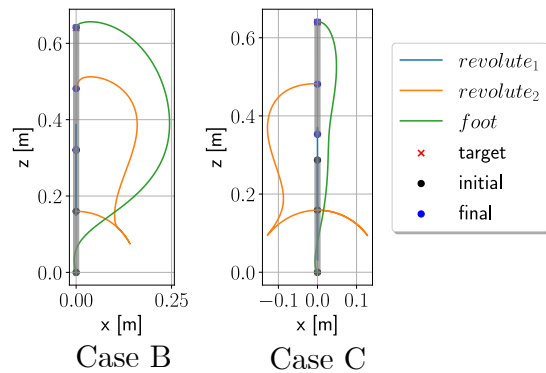 0.6
0.4
0.2
0.0
z [m]
0.00
0.25
x [m]
Case B
0.6
0.4
0.2
0.0
z [m]
−0.1
0.0
0.1
x [m]
Case C
revolute₁
revolute₂
foot
target
initial
final